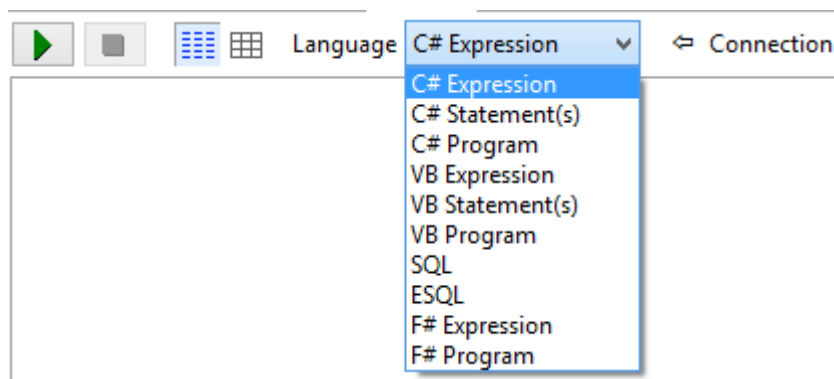 Language C# Expression Connection
C# Expression
C# Statement(s)
C# Program
VB Expression
VB Statement(s)
VB Program
SQL
ESQL
F# Expression
F# Program